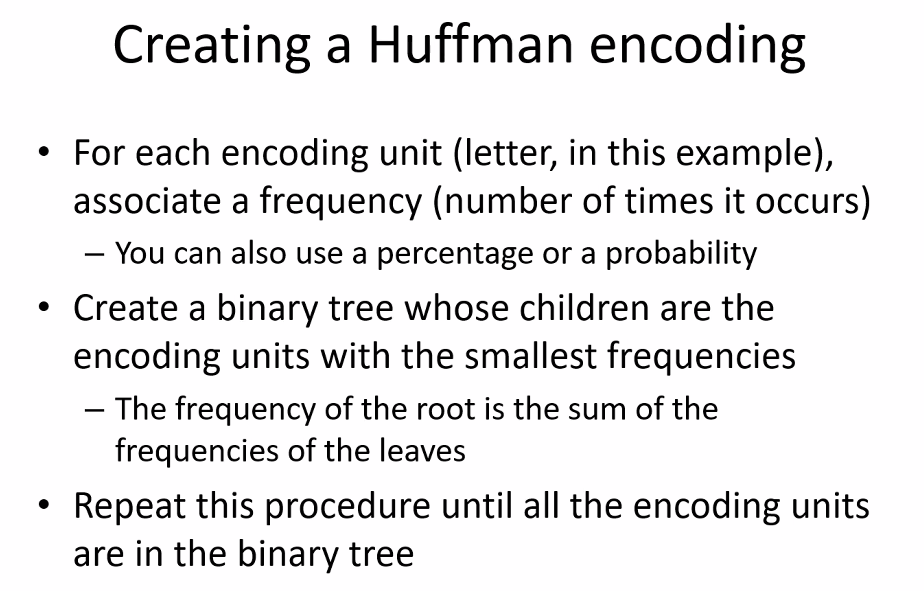 Creating a Huffman encoding
• For each encoding unit (letter, in this example),
associate a frequency (number of times it occurs)
– You can also use a percentage or a probability
• Create a binary tree whose children are the
encoding units with the smallest frequencies
– The frequency of the root is the sum of the
frequencies of the leaves
• Repeat this procedure until all the encoding units
are in the binary tree